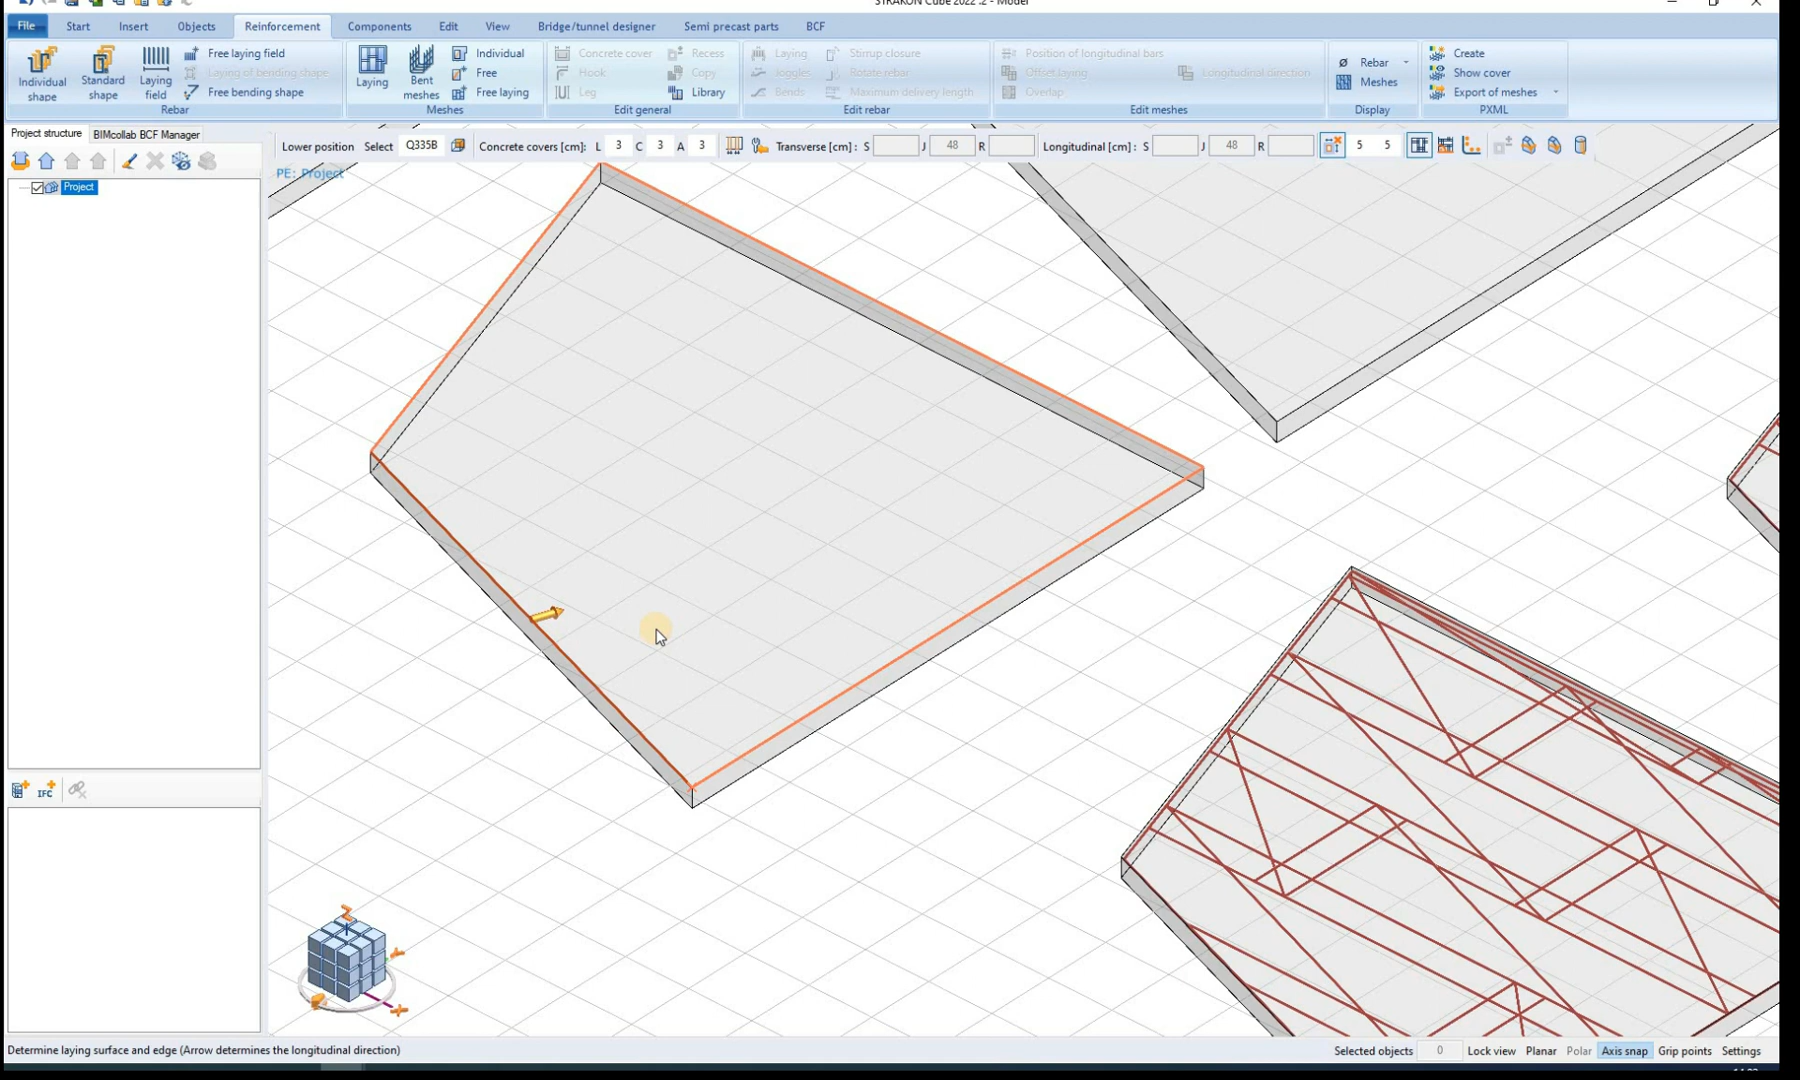 STRAKON Cube 2022 .2 - Model
File Start Insert Objects Reinforcement Components Edit View Bridge/tunnel designer Semi precast parts BCF
Individual shape
Standard shape
Laying field
Free laying field
Laying of bending shape
Free bending shape
Rebar
Laying
Bent meshes
Individual
Free
Free laying
Meshes
Concrete cover
Hook
Leg
Recess
Copy
Library
Edit general
Laying
Joggles
Bends
Stirrup closure
Rotate rebar
Maximum delivery length
Edit rebar
Position of longitudinal bars
Offset laying
Overlap
Longitudinal direction
Edit meshes
Rebar
Meshes
Display
Create
Show cover
Export of meshes
PXML
Project structure BIMcollab BCF Manager
Lower position Select Q335B Concrete covers [cm]: L 3 C 3 A 3 Transverse [cm] : S J 48 R Longitudinal [cm]: S J 48 R 5 5
PE: Project
Project
IFC
Z
Determine laying surface and edge (Arrow determines the longitudinal direction)
Selected objects 0 Lock view Planar Polar Axis snap Grip points Settings